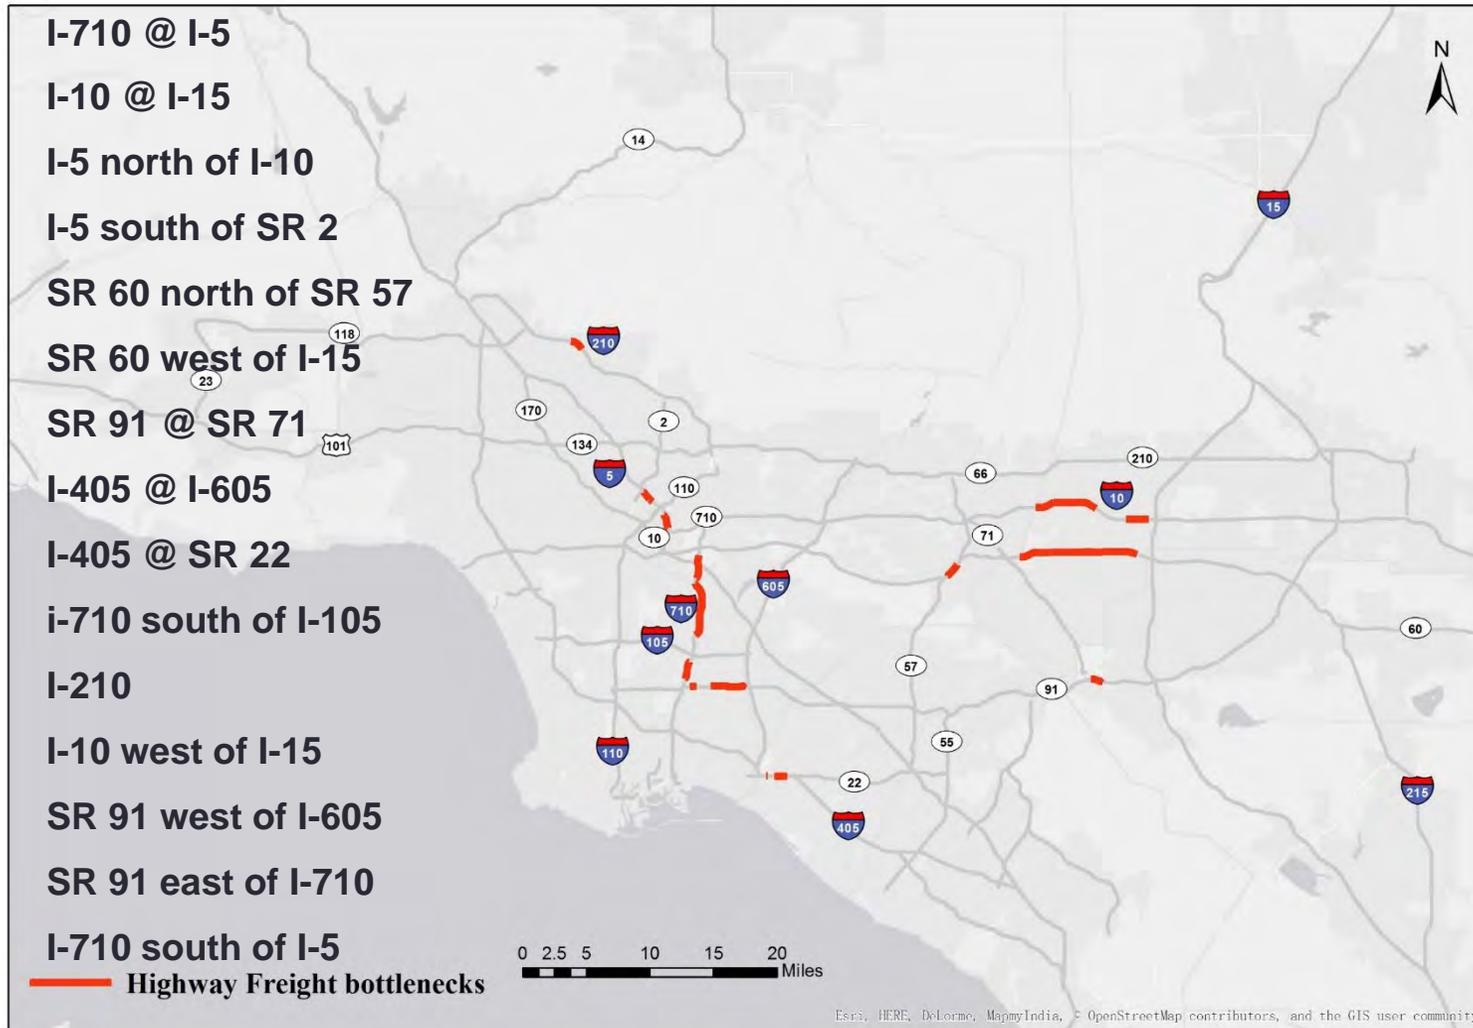 I-710 @ I-5
I-10 @ I-15
I-5 north of I-10
I-5 south of SR 2
SR 60 north of SR 57
SR 60 west of I-15
SR 91 @ SR 71
I-405 @ I-605
I-405 @ SR 22
i-710 south of I-105
I-210
I-10 west of I-15
SR 91 west of I-605
SR 91 east of I-710
I-710 south of I-5
Highway Freight bottlenecks
N
14
15
118
210
23
170
2
101
134
5
110
66
210
10
710
10
71
605
710
105
60
57
91
110
55
22
215
405
0 2.5 5 10 15 20
Miles
Esri, HERE, DeLorme, MapmyIndia, © OpenStreetMap contributors, and the GIS user community